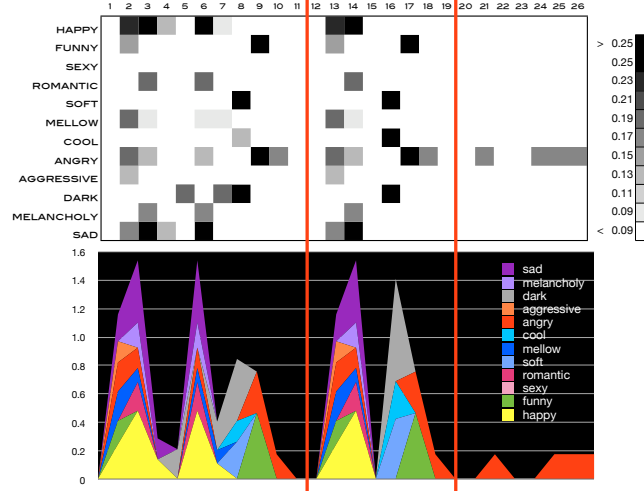 1 2 3 4 5 6 7 8 9 10 11 12 13 14 15 16 17 18 19 20 21 22 23 24 25 26
HAPPY
FUNNY
SEXY
ROMANTIC
SOFT
MELLOW
COOL
ANGRY
AGGRESSIVE
DARK
MELANCHOLY
SAD
> 0.25
0.25
0.23
0.21
0.19
0.17
0.15
0.13
0.11
0.09
< 0.09
1.6
1.4
1.2
1.0
0.8
0.6
0.4
0.2
0
sad
melancholy
dark
aggressive
angry
cool
mellow
soft
romantic
sexy
funny
happy